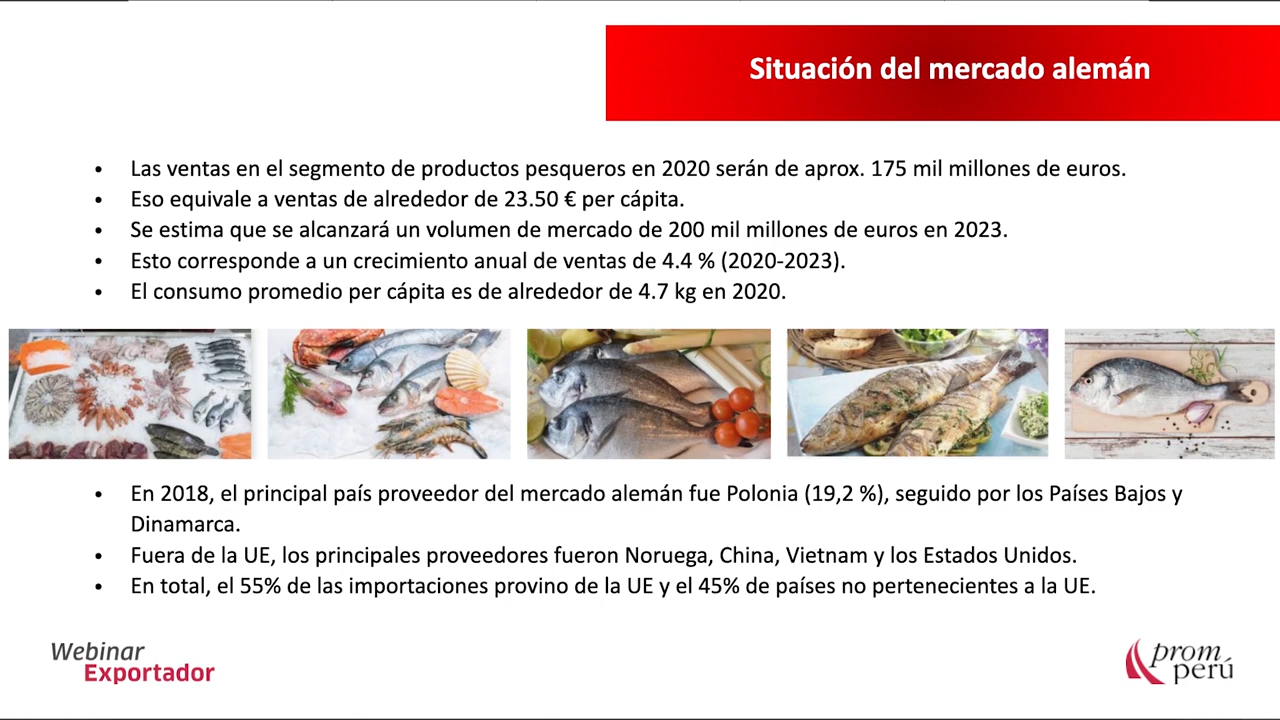 Situación del mercado alemán
• Las ventas en el segmento de productos pesqueros en 2020 serán de aprox. 175 mil millones de euros.
• Eso equivale a ventas de alrededor de 23.50 € per cápita.
• Se estima que se alcanzará un volumen de mercado de 200 mil millones de euros en 2023.
• Esto corresponde a un crecimiento anual de ventas de 4.4 % (2020-2023).
• El consumo promedio per cápita es de alrededor de 4.7 kg en 2020.
• En 2018, el principal país proveedor del mercado alemán fue Polonia (19,2 %), seguido por los Países Bajos y
Dinamarca.
• Fuera de la UE, los principales proveedores fueron Noruega, China, Vietnam y los Estados Unidos.
• En total, el 55% de las importaciones provino de la UE y el 45% de países no pertenecientes a la UE.
Webinar
Exportador
prom
perú